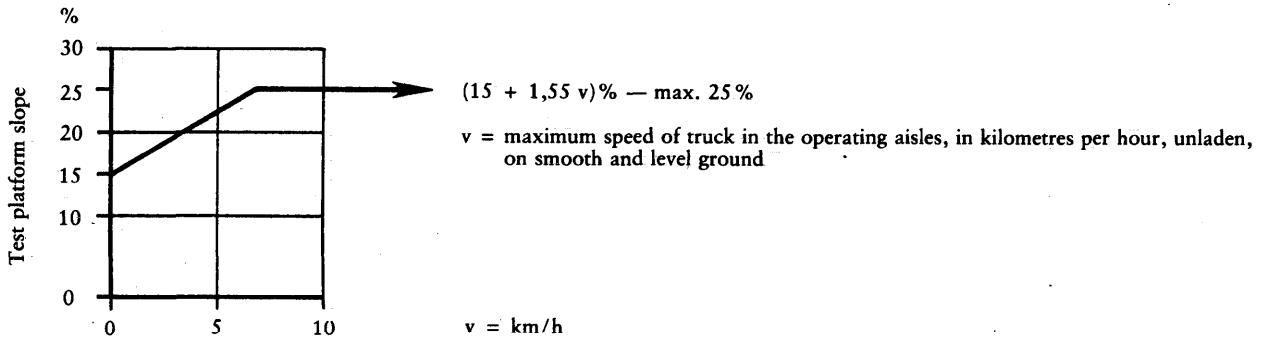 %
30
25
20
15
10
0
Test platform slope
0 5 10
v = km/h
(15 + 1,55 v)% — max. 25%
v = maximum speed of truck in the operating aisles, in kilometres per hour, unladen,
on smooth and level ground